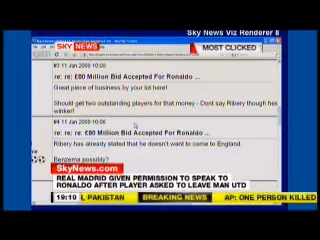 Sky News Viz Renderer 8
SKY NEWS
MOST CLICKED
#3 11 Jun 2009 10:09
re: re: £80 Million Bid Accepted For Ronaldo ...
Great piece of business by your lot here!
Should get two outstanding players for that money - Dont say Ribery though hes
winker!
#4 11 Jun 2009 10:06
re: re: re: £80 Million Bid Accepted For Ronaldo ...
Ribery has already stated that he doesn't want to come to England.
Benzema possibly?
SkyNews.com
REAL MADRID GIVEN PERMISSION TO SPEAK TO
RONALDO AFTER PLAYER ASKED TO LEAVE MAN UTD
19:10 , PAKISTAN BREAKING NEWS AP: ONE PERSON KILLED